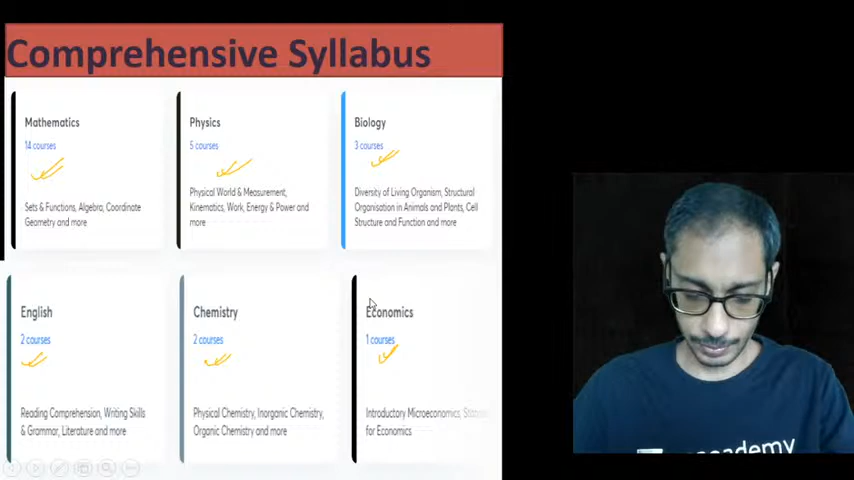 Comprehensive Syllabus
Mathematics
14 courses
Sets & Functions, Algebra, Coordinate
Geometry and more
Physics
5 courses
Physical World & Measurement,
Kinematics, Work, Energy & Power and
more
Biology
3 courses
Diversity of Living Organism, Structural
Organisation in Animals and Plants, Cell
Structure and Function and more
English
2 courses
Reading Comprehension, Writing Skills
& Grammar, Literature and more
Chemistry
2 courses
Physical Chemistry, Inorganic Chemistry,
Organic Chemistry and more
Economics
1 courses
Introductory Microeconomics,
for Economics